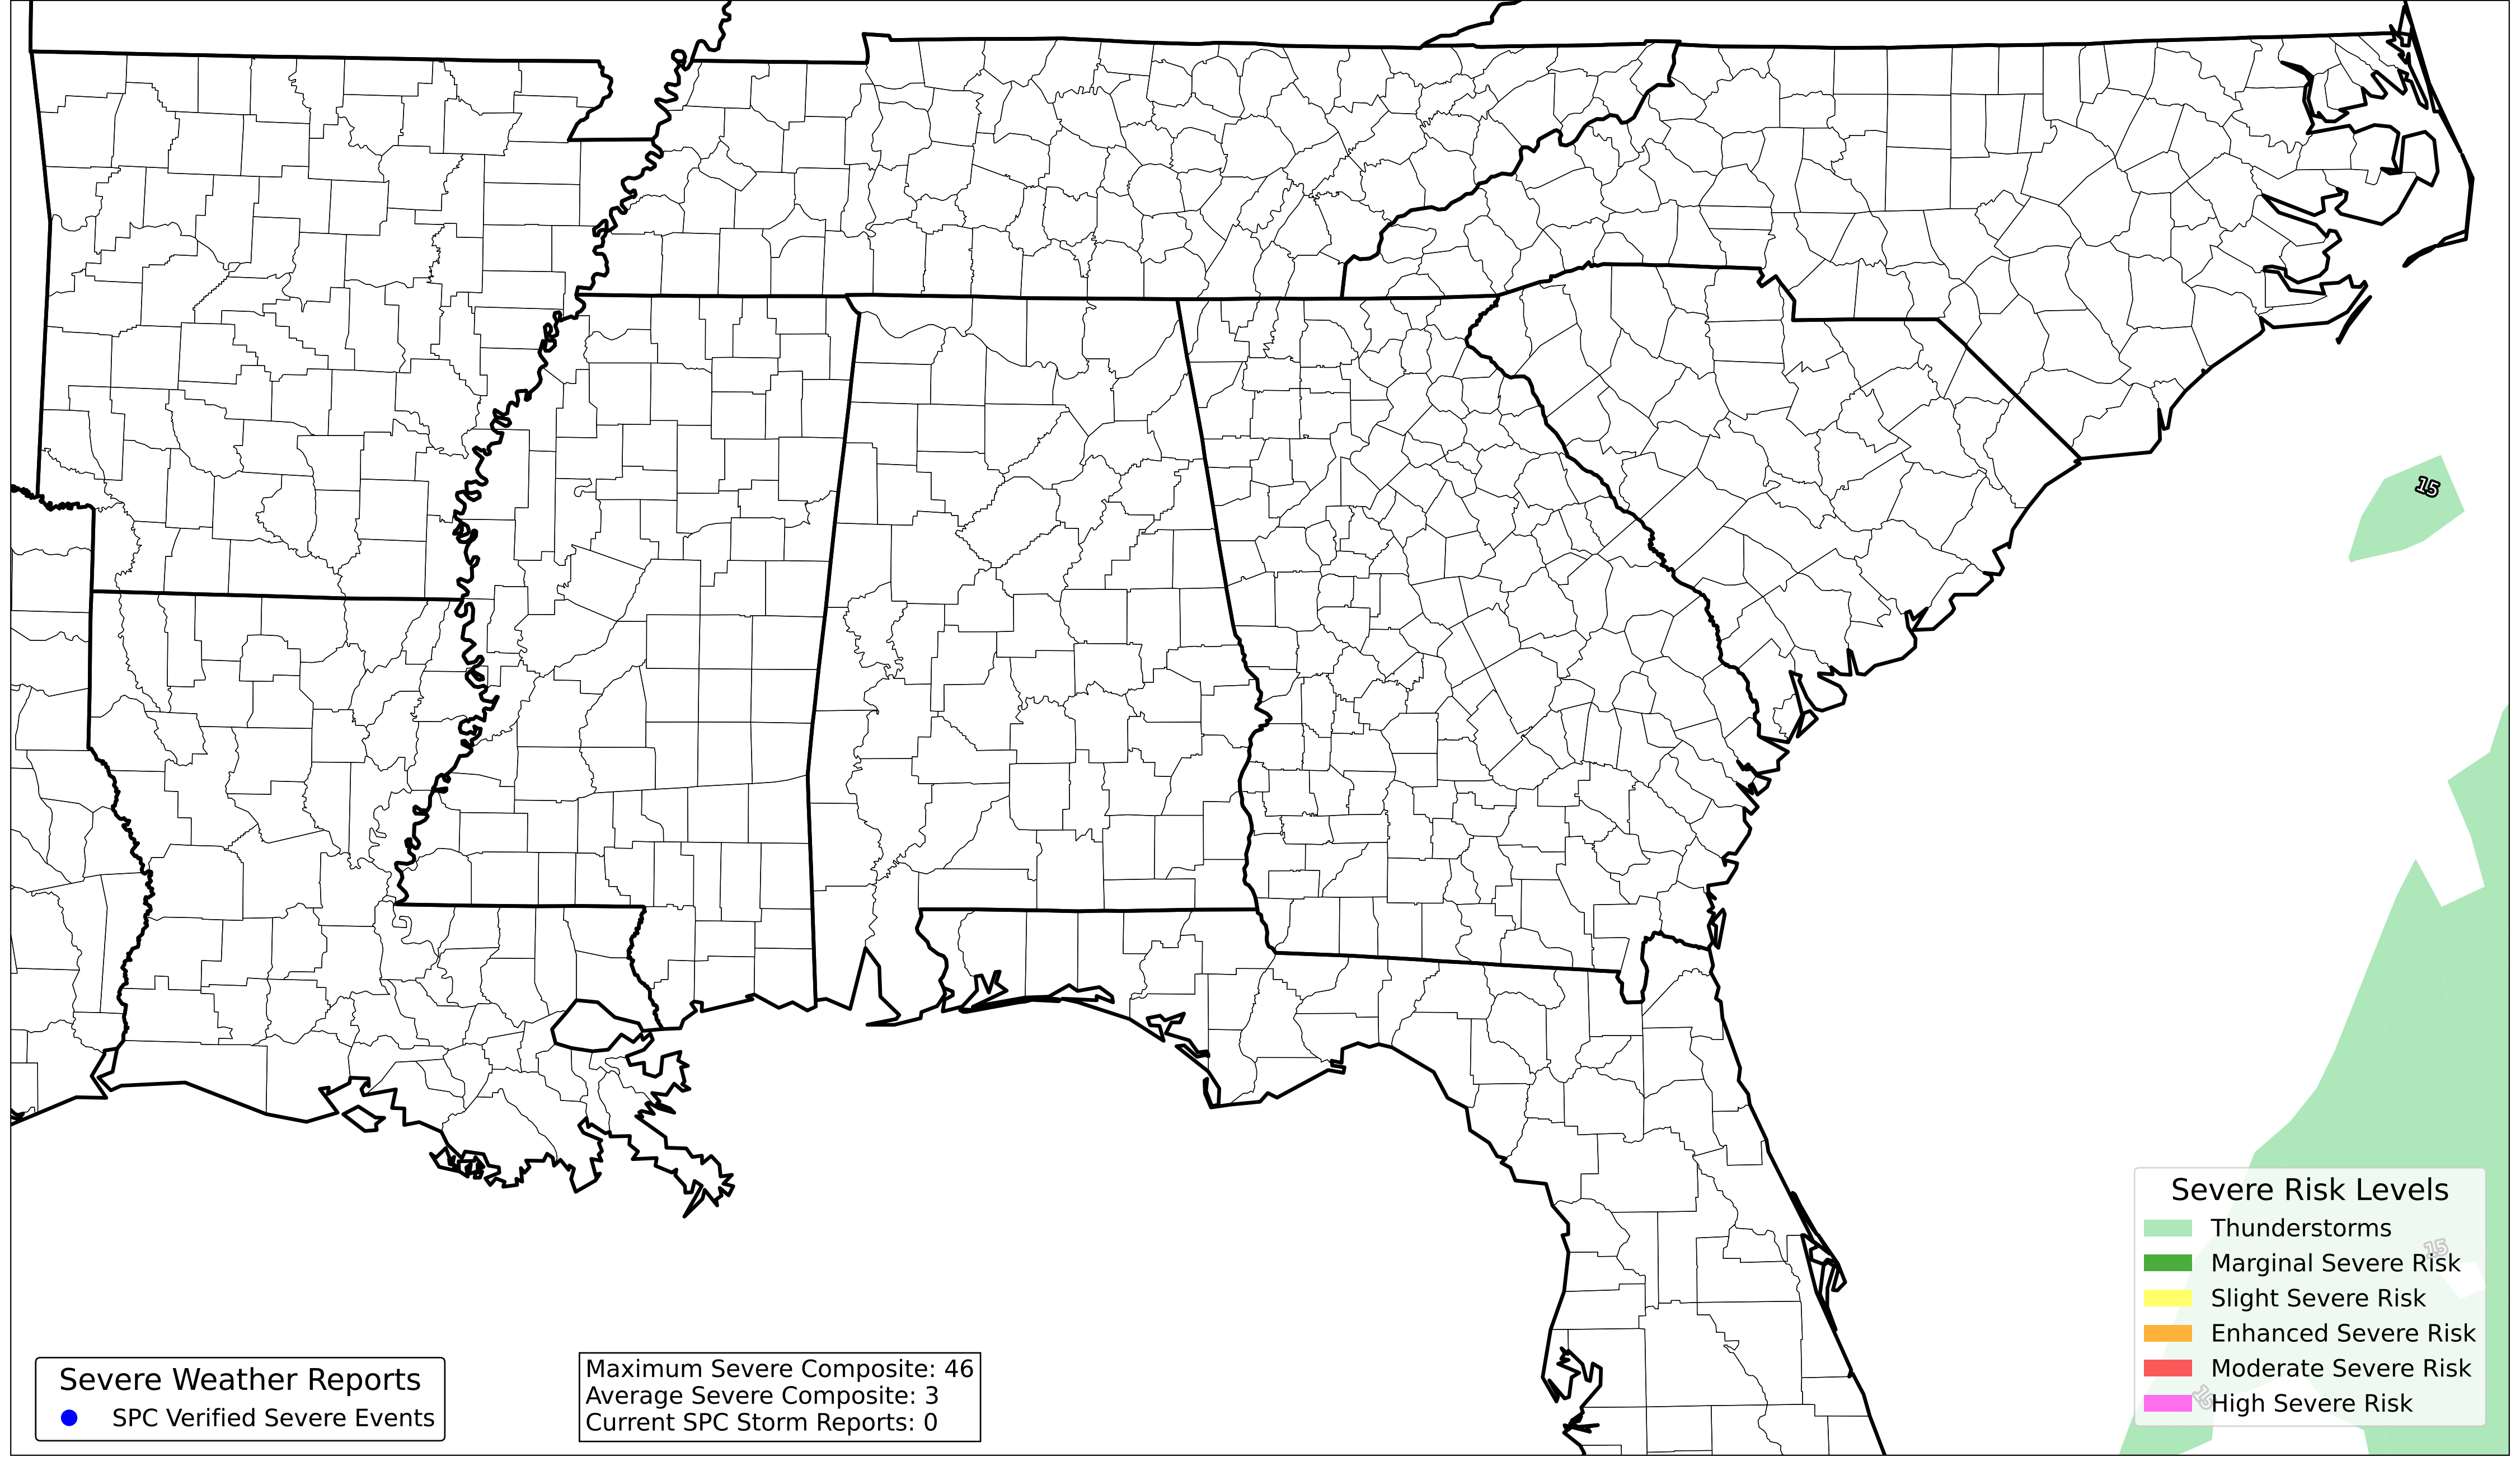 15
Severe Risk Levels
Thunderstorms
15
Marginal Severe Risk
Slight Severe Risk
Enhanced Severe Risk
Moderate Severe Risk
15
High Severe Risk
Severe Weather Reports
SPC Verified Severe Events
Maximum Severe Composite: 46
Average Severe Composite: 3
Current SPC Storm Reports: 0